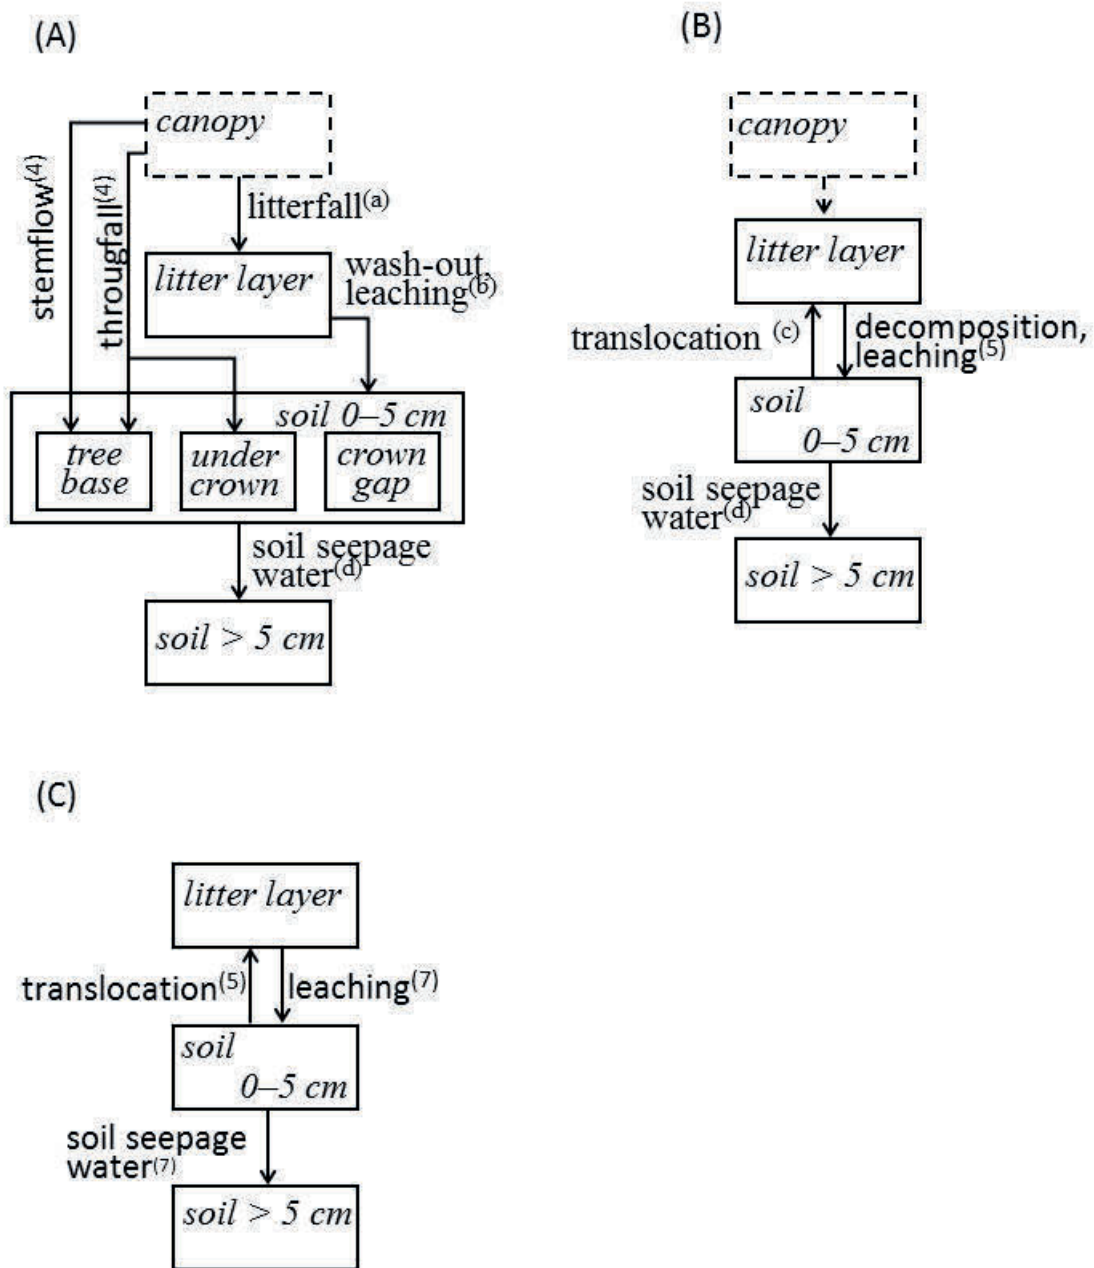 (A)
canopy
stemflow(4)
througfall(4)
litterfall(a)
litter layer
wash-out,
leaching(b)
soil 0–5 cm
tree
base
under
crown
crown
gap
soil seepage
water(d)
soil > 5 cm
(B)
canopy
litter layer
translocation (c)
decomposition,
leaching(5)
soil
0–5 cm
soil seepage
water(d)
soil > 5 cm
(C)
litter layer
translocation(5)
leaching(7)
soil
0–5 cm
soil seepage
water(7)
soil > 5 cm